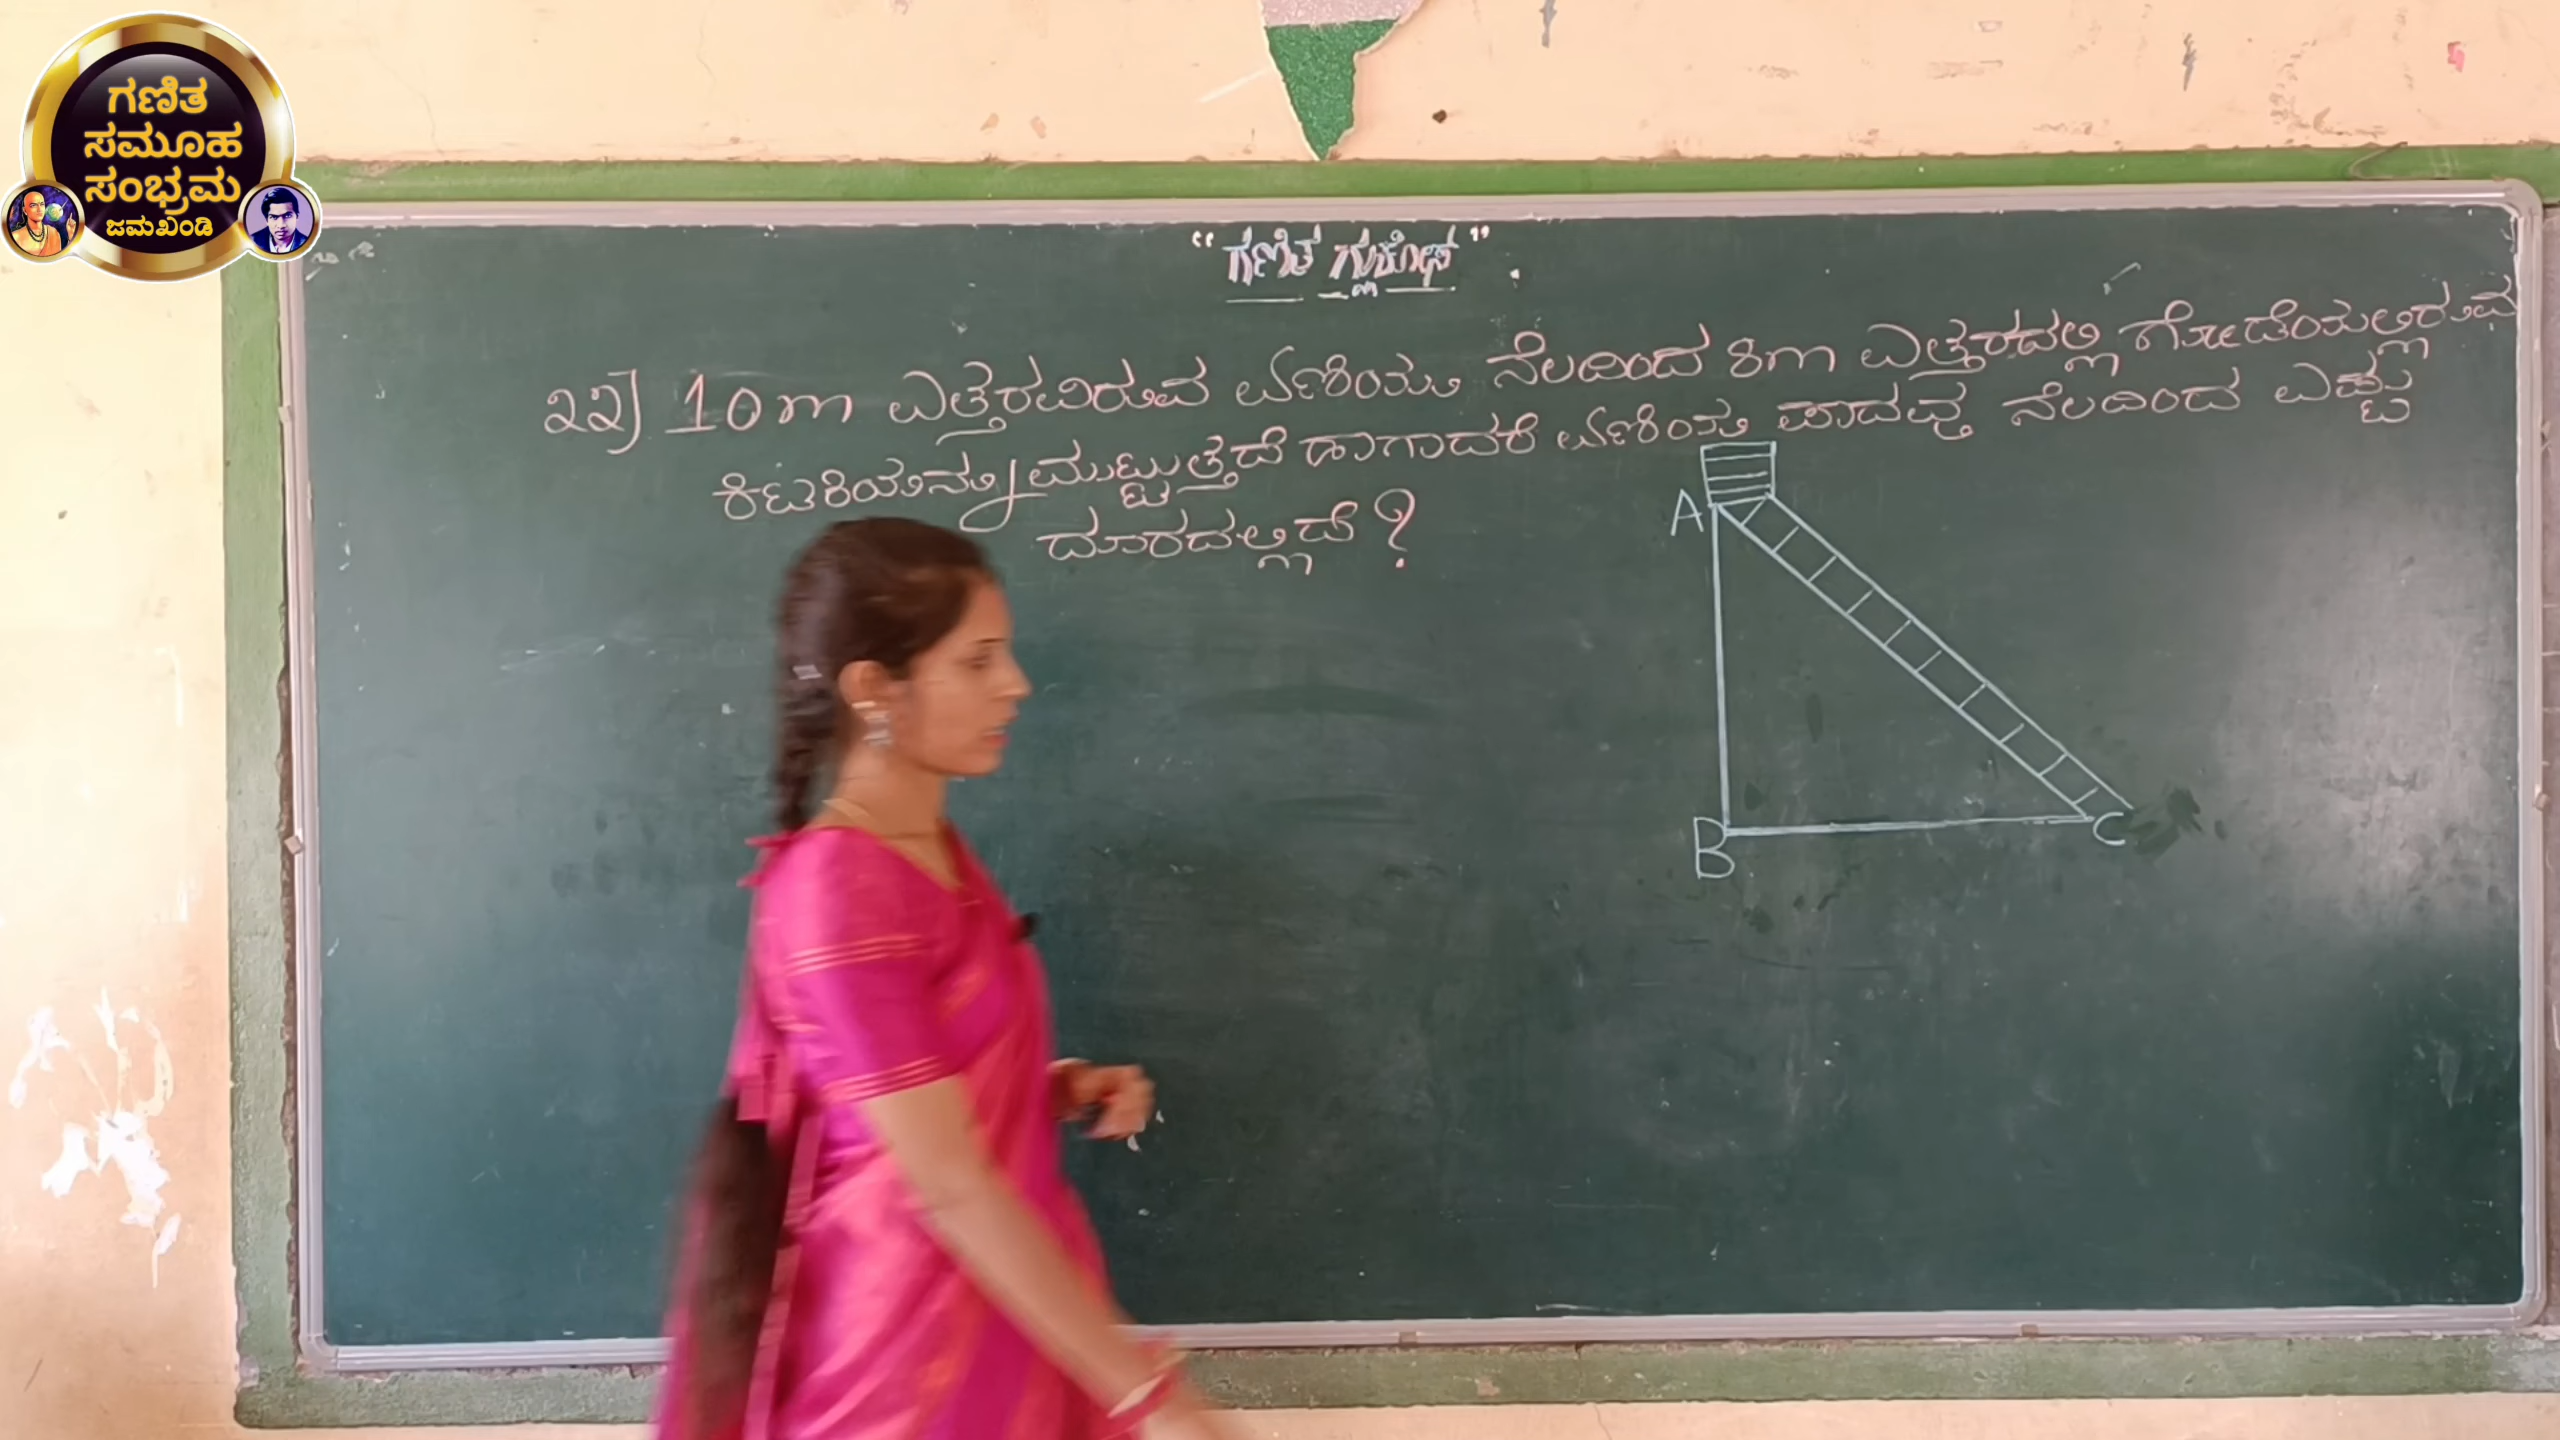 ಗಣಿತ
ಸಮೂಹ
ಸಂಭ್ರಮ
ಜಮಖಂಡಿ
“ಗಣಿತ ಗ್ಲುಕೋಸ್”
೩೩] 10m ಎತ್ತರವಿರುವ ಏಣಿಯು ನೆಲದಿಂದ 8m ಎತ್ತರದಲ್ಲಿ ಗೋಡೆಯಲ್ಲಿರುವ
ಕಿಟಕಿಯನ್ನು ಮುಟ್ಟುತ್ತದೆ ಹಾಗಾದರೆ ಏಣಿಯ ಪಾದವು ನೆಲದಿಂದ ಎಷ್ಟು
ದೂರದಲ್ಲಿದೆ ?
A
B
C